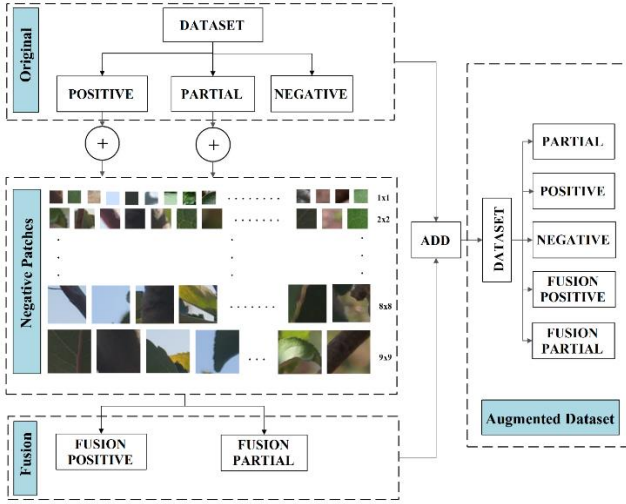 Original
DATASET
POSITIVE
PARTIAL
NEGATIVE
+
+
Negative Patches
1x1
2x2
8x8
9x9
Fusion
FUSION
POSITIVE
FUSION
PARTIAL
ADD
DATASET
PARTIAL
POSITIVE
NEGATIVE
FUSION
POSITIVE
FUSION
PARTIAL
Augmented Dataset